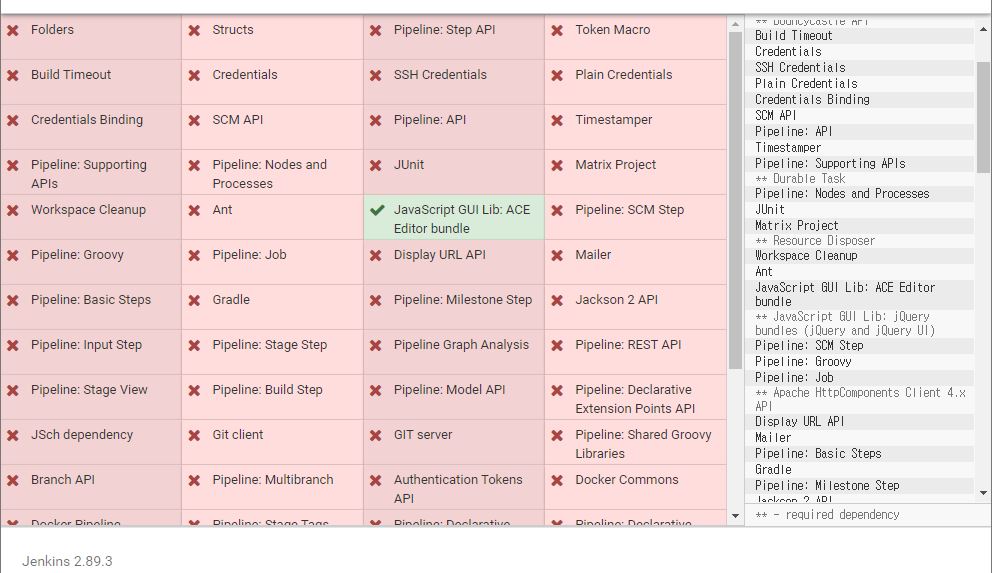 Folders
Structs
Pipeline: Step API
Token Macro
Build Timeout
Credentials
SSH Credentials
Plain Credentials
Credentials Binding
SCM API
Pipeline: API
Timestamper
Pipeline: Supporting
APIs
Pipeline: Nodes and
Processes
JUnit
Matrix Project
Workspace Cleanup
Ant
JavaScript GUI Lib: ACE
Editor bundle
Pipeline: SCM Step
Pipeline: Groovy
Pipeline: Job
Display URL API
Mailer
Pipeline: Basic Steps
Gradle
Pipeline: Milestone Step
Jackson 2 API
Pipeline: Input Step
Pipeline: Stage Step
Pipeline Graph Analysis
Pipeline: REST API
Pipeline: Stage View
Pipeline: Build Step
Pipeline: Model API
Pipeline: Declarative
Extension Points API
JSch dependency
Git client
GIT server
Pipeline: Shared Groovy
Libraries
Branch API
Pipeline: Multibranch
Authentication Tokens
API
Docker Commons
Docker Pipeline
Pipeline: Stage Tags
Pipeline: Declarative
Pipeline: Declarative
** bouncycastle API
Build Timeout
Credentials
SSH Credentials
Plain Credentials
Credentials Binding
SCM API
Pipeline: API
Timestamper
Pipeline: Supporting APIs
** Durable Task
Pipeline: Nodes and Processes
JUnit
Matrix Project
** Resource Disposer
Workspace Cleanup
Ant
JavaScript GUI Lib: ACE Editor
bundle
** JavaScript GUI Lib: jQuery
bundles (jQuery and jQuery UI)
Pipeline: SCM Step
Pipeline: Groovy
Pipeline: Job
** Apache HttpComponents Client 4.x
API
Display URL API
Mailer
Pipeline: Basic Steps
Gradle
Pipeline: Milestone Step
Jackson 2 API
** - required dependency
Jenkins 2.89.3